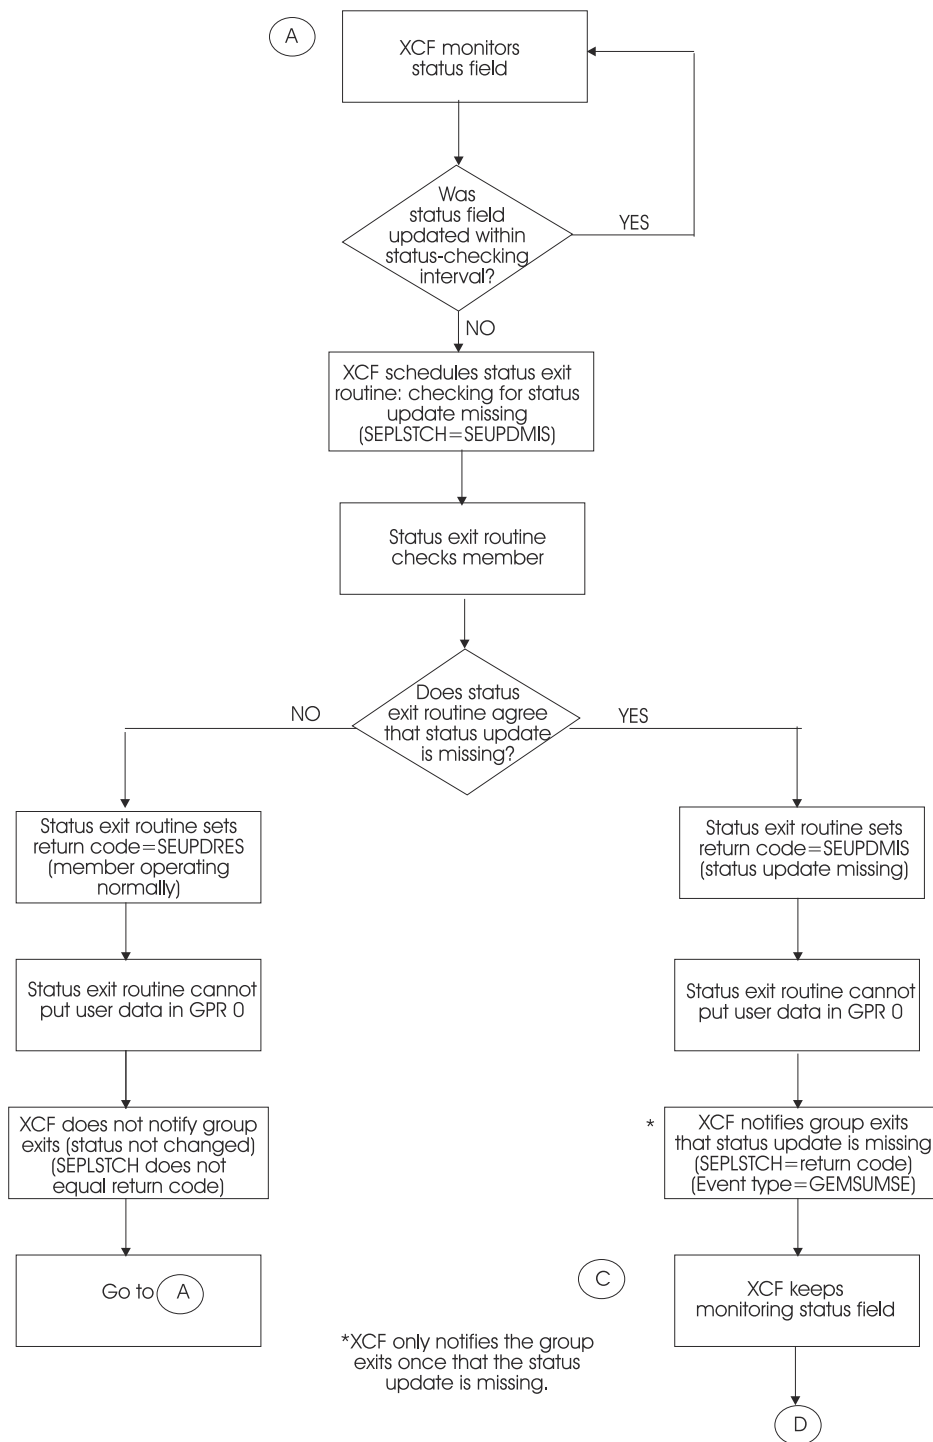 A
XCF monitors
status field
Was
status field
updated within
status-checking
interval?
YES
NO
XCF schedules status exit
routine: checking for status
update missing
(SEPLSTCH=SEUPDMIS)
Status exit routine
checks member
Does status
exit routine agree
that status update
is missing?
NO
YES
Status exit routine sets
return code=SEUPDRES
(member operating
normally)
Status exit routine sets
return code=SEUPDMIS
(status update missing)
Status exit routine cannot
put user data in GPR 0
Status exit routine cannot
put user data in GPR 0
XCF does not notify group
exits (status not changed)
(SEPLSTCH does not
equal return code)
*
XCF notifies group exits
that status update is missing
(SEPLSTCH=return code)
(Event type=GEMSUMSE)
Go to A
C
XCF keeps
monitoring status field
*XCF only notifies the group
exits once that the status
update is missing.
D